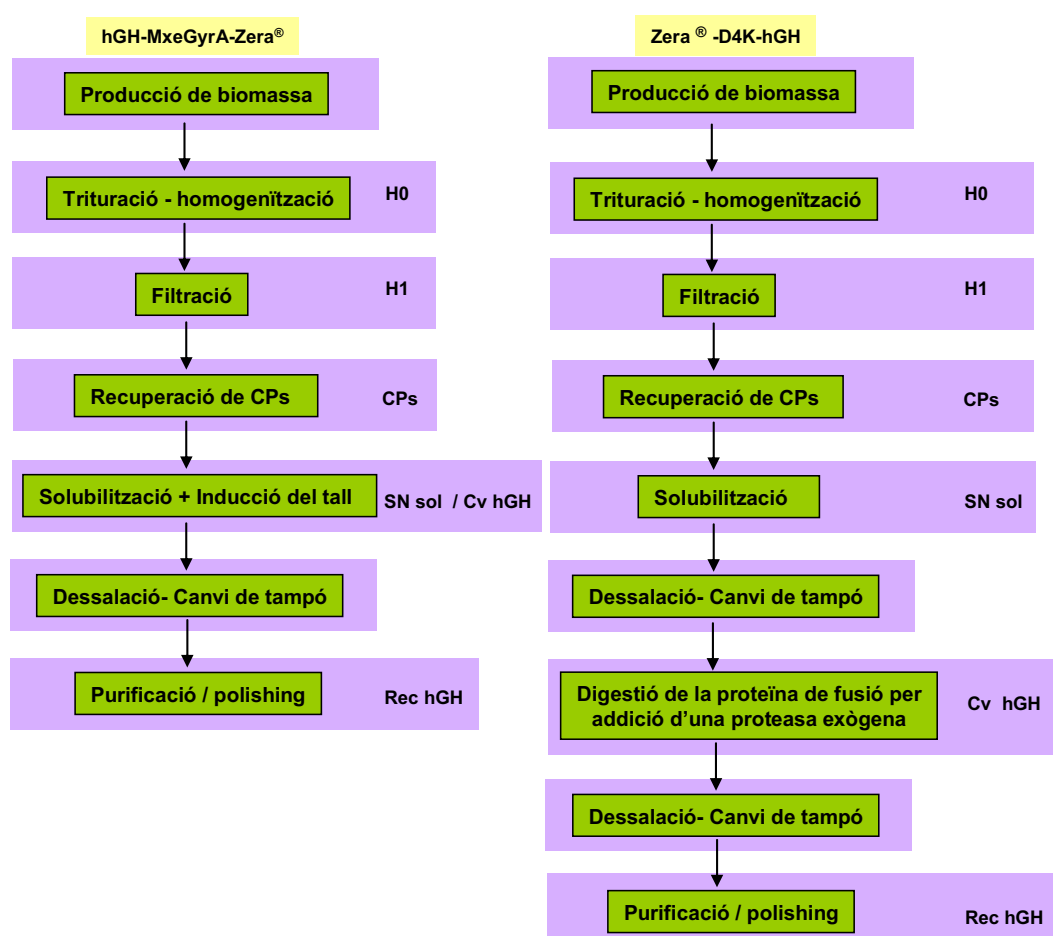 hGH-MxeGyrA-Zera®
Producció de biomassa
Trituració - homogenïtzació
H0
Filtració
H1
Recuperació de CPs
CPs
Solubilització + Inducció del tall
SN sol / Cv hGH
Dessalació- Canvi de tampó
Purificació / polishing
Rec hGH
Zera ® -D4K-hGH
Producció de biomassa
Trituració - homogenïtzació
H0
Filtració
H1
Recuperació de CPs
CPs
Solubilització
SN sol
Dessalació- Canvi de tampó
Digestió de la proteïna de fusió per
addició d'una proteasa exògena
Cv hGH
Dessalació- Canvi de tampó
Purificació / polishing
Rec hGH